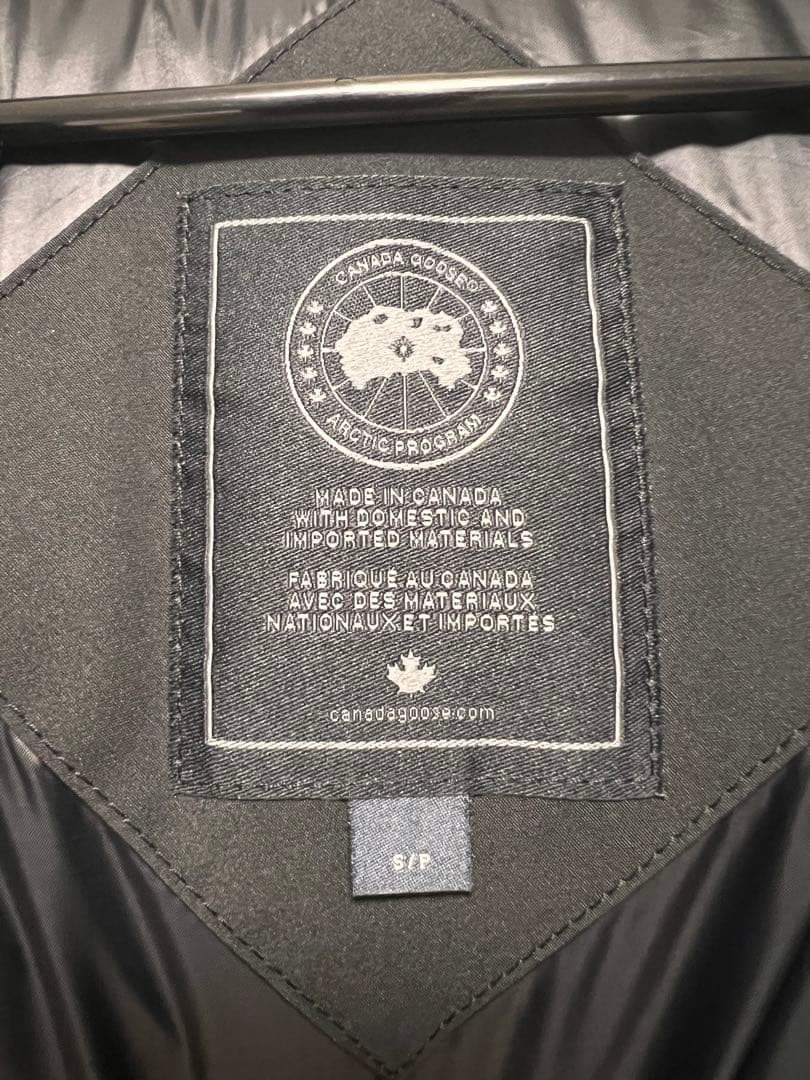 CANADA GOOSE®
ARCTIC PROGRAM
MADE IN CANADA
WITH DOMESTIC AND
IMPORTED MATERIALS
FABRIQUÉ AU CANADA
AVEC DES MATERIAUX
NATIONAUX ET IMPORTÉS
canadagoose.com
S/P